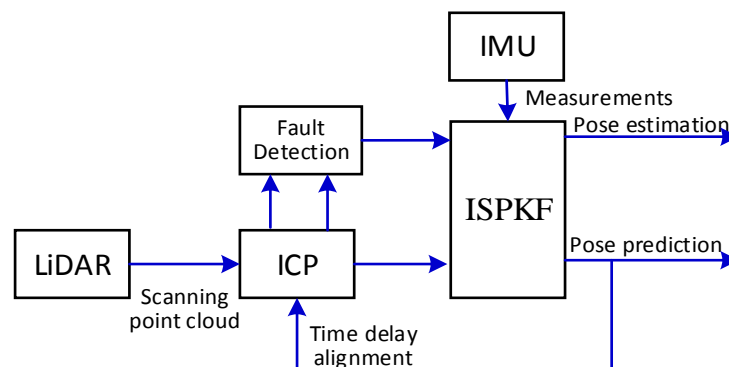 IMU
Measurements
Pose estimation
Fault
Detection
ISPKF
Pose prediction
LiDAR
ICP
Scanning
point cloud
Time delay
alignment